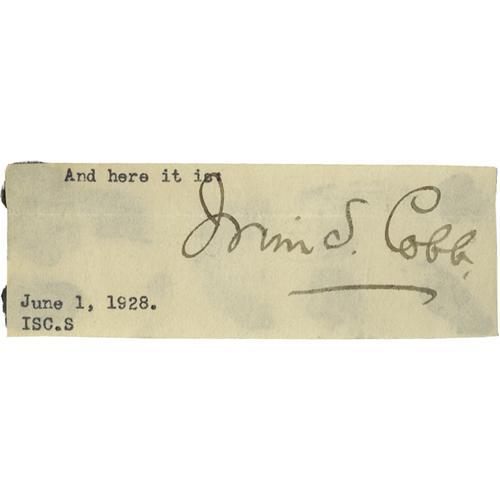 And here it is:
Irvin S. Cobb.
June 1, 1928.
ISC.S